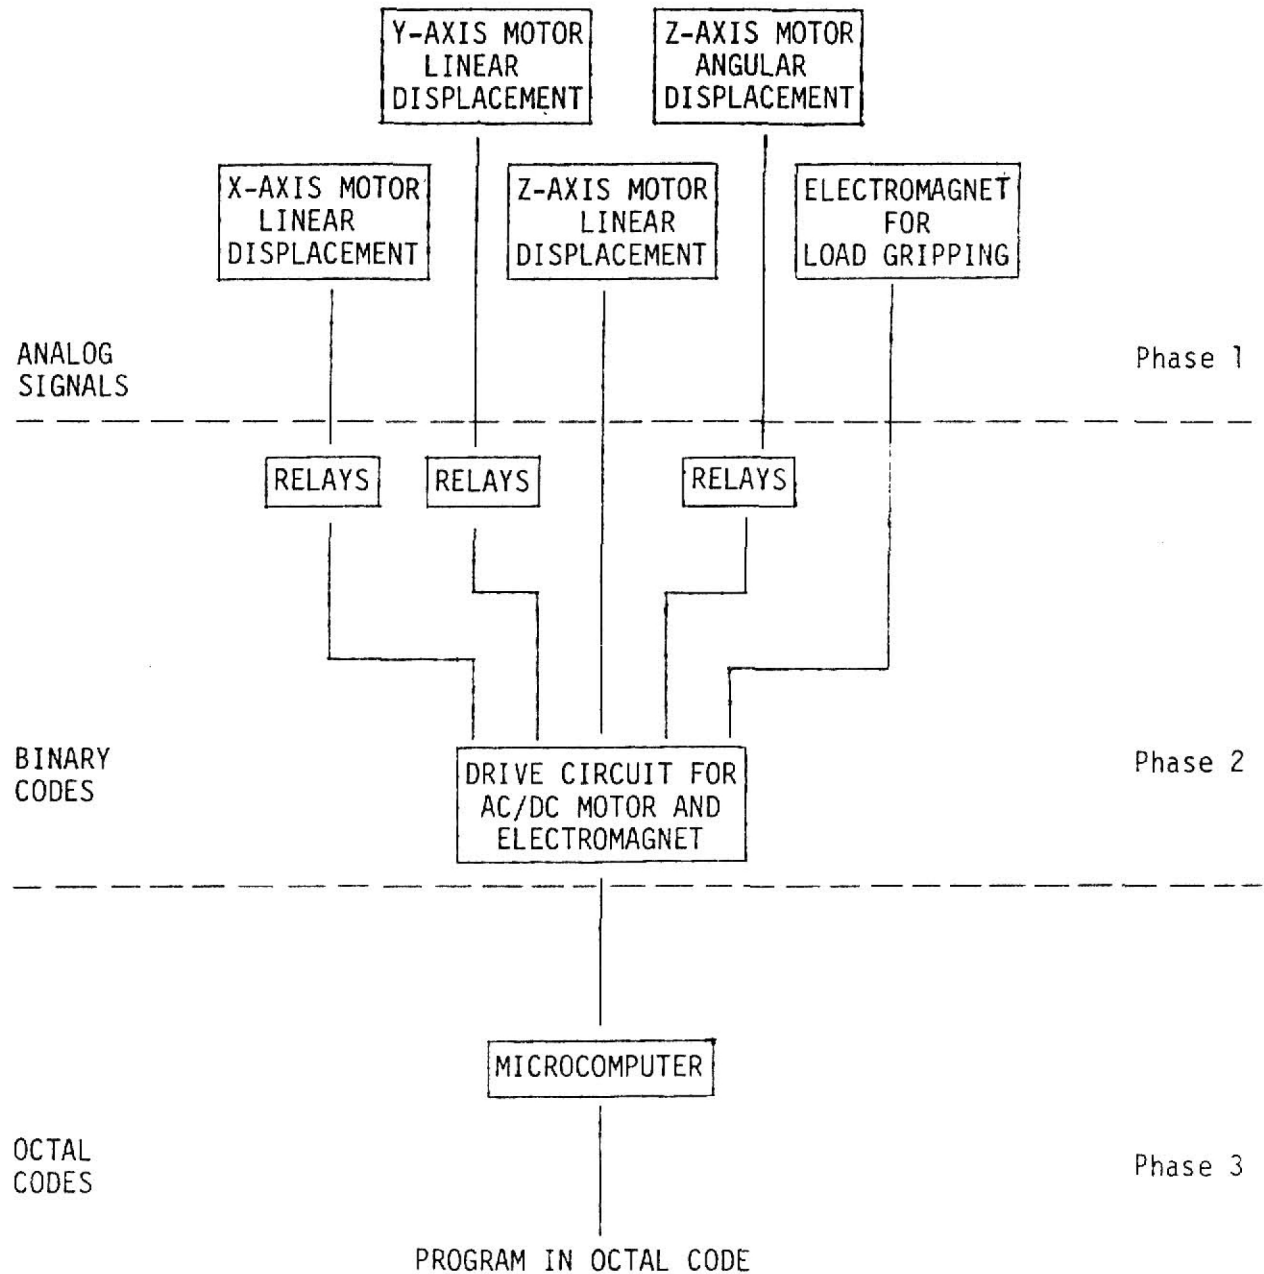 Y-AXIS MOTOR
LINEAR
DISPLACEMENT
Z-AXIS MOTOR
ANGULAR
DISPLACEMENT
X-AXIS MOTOR
LINEAR
DISPLACEMENT
Z-AXIS MOTOR
LINEAR
DISPLACEMENT
ELECTROMAGNET
FOR
LOAD GRIPPING
ANALOG
SIGNALS
Phase 1
RELAYS
RELAYS
RELAYS
BINARY
CODES
DRIVE CIRCUIT FOR
AC/DC MOTOR AND
ELECTROMAGNET
Phase 2
MICROCOMPUTER
OCTAL
CODES
Phase 3
PROGRAM IN OCTAL CODE